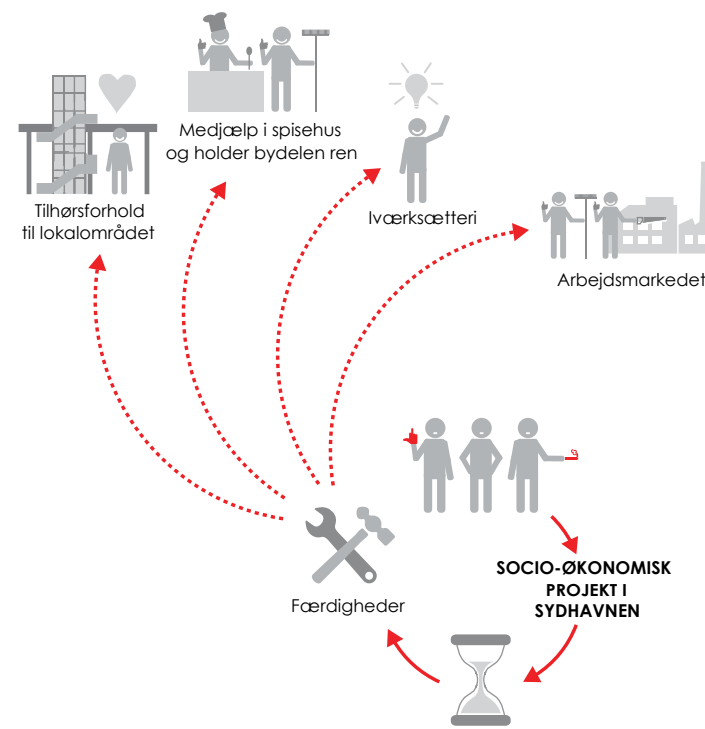 Medjælp i spisehus
og holder bydelen ren
Tilhørsforhold
til lokalområdet
Iværksætteri
Arbejdsmarkedet
SOCIO-ØKONOMISK
PROJEKT I
SYDHAVNEN
Færdigheder